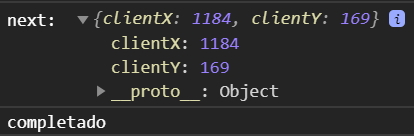 next: ▼{clientX: 1184, clientY: 169} i
clientX: 1184
clientY: 169
▶__proto__: Object
completado